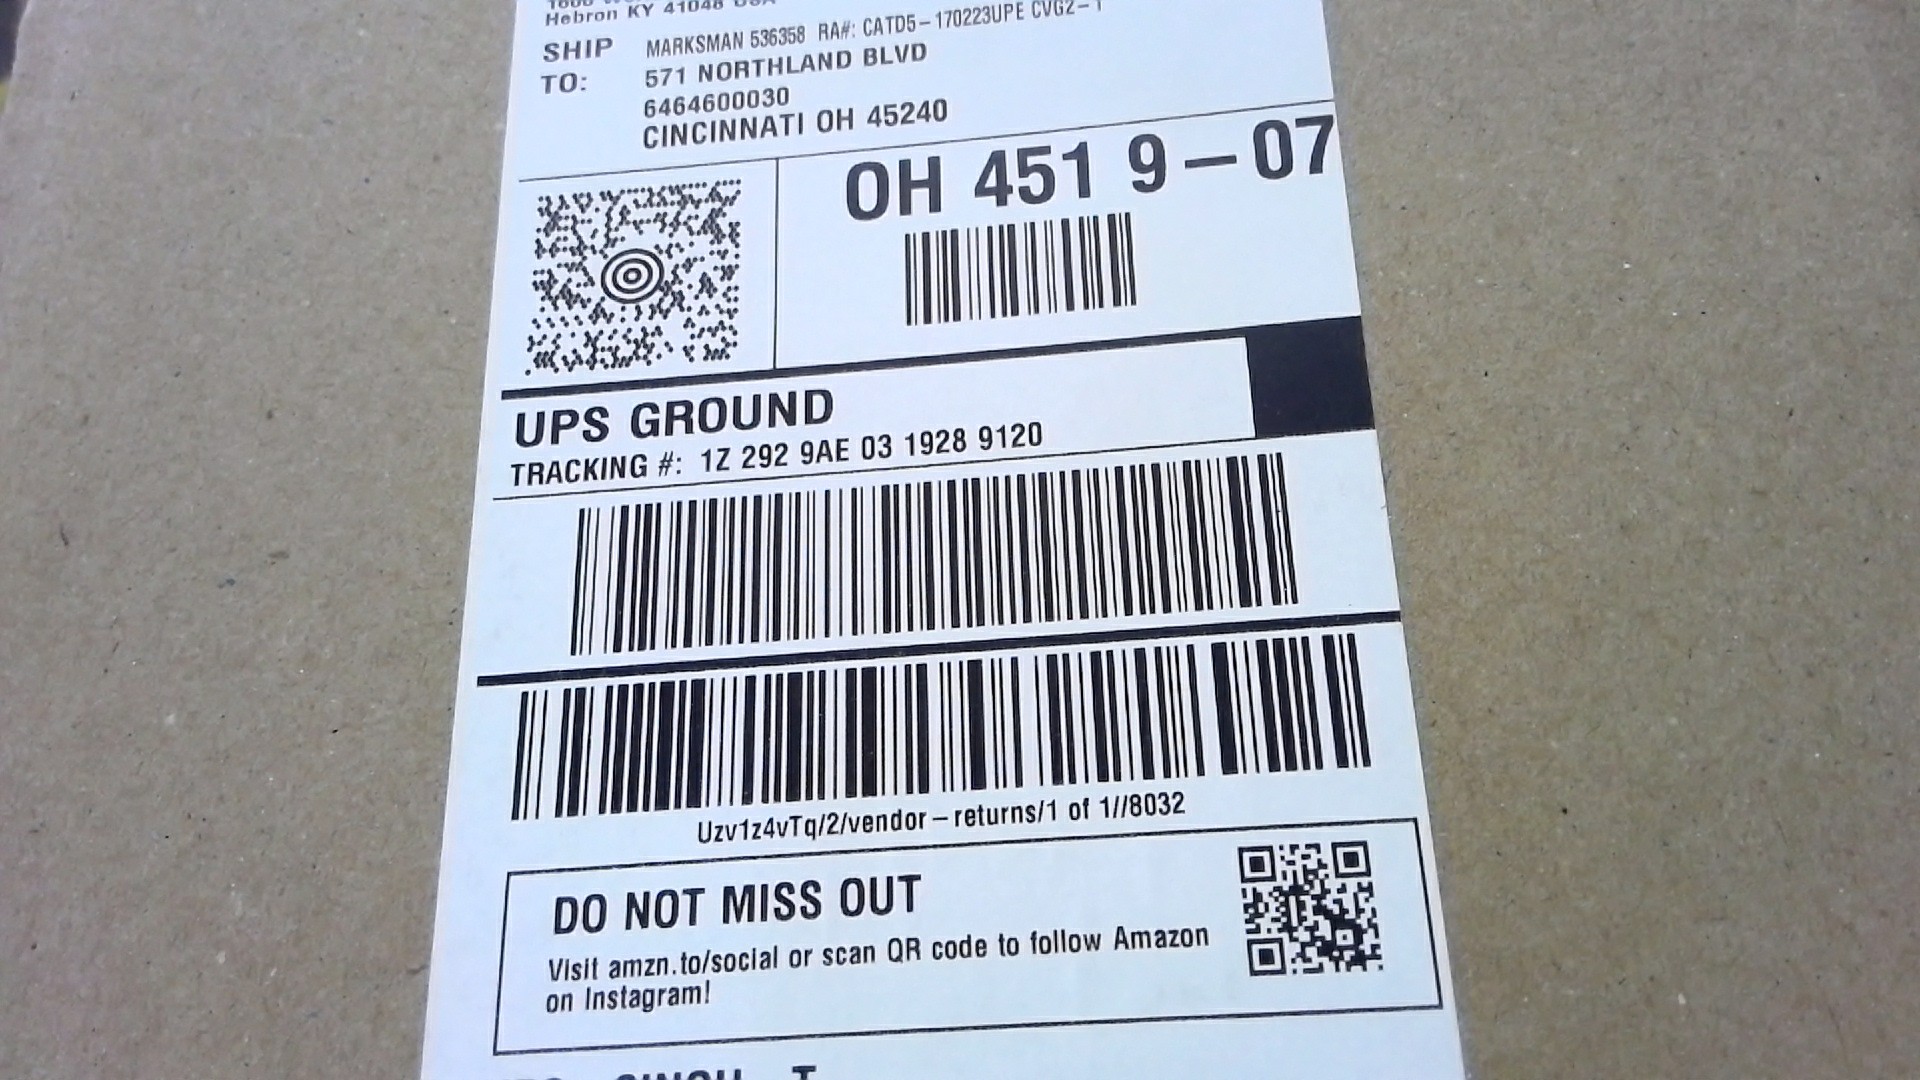 Hebron KY 41048 USA
SHIP TO:
MARKSMAN 536358 RA#: CATD5-170223UPE CVG2-1
571 NORTHLAND BLVD
6464600030
CINCINNATI OH 45240
OH 451 9-07
UPS GROUND
TRACKING #: 1Z 292 9AE 03 1928 9120
Uzv1z4vTq/2/vendor-returns/1 of 1//8032
DO NOT MISS OUT
Visit amzn.to/social or scan QR code to follow Amazon
on Instagram!